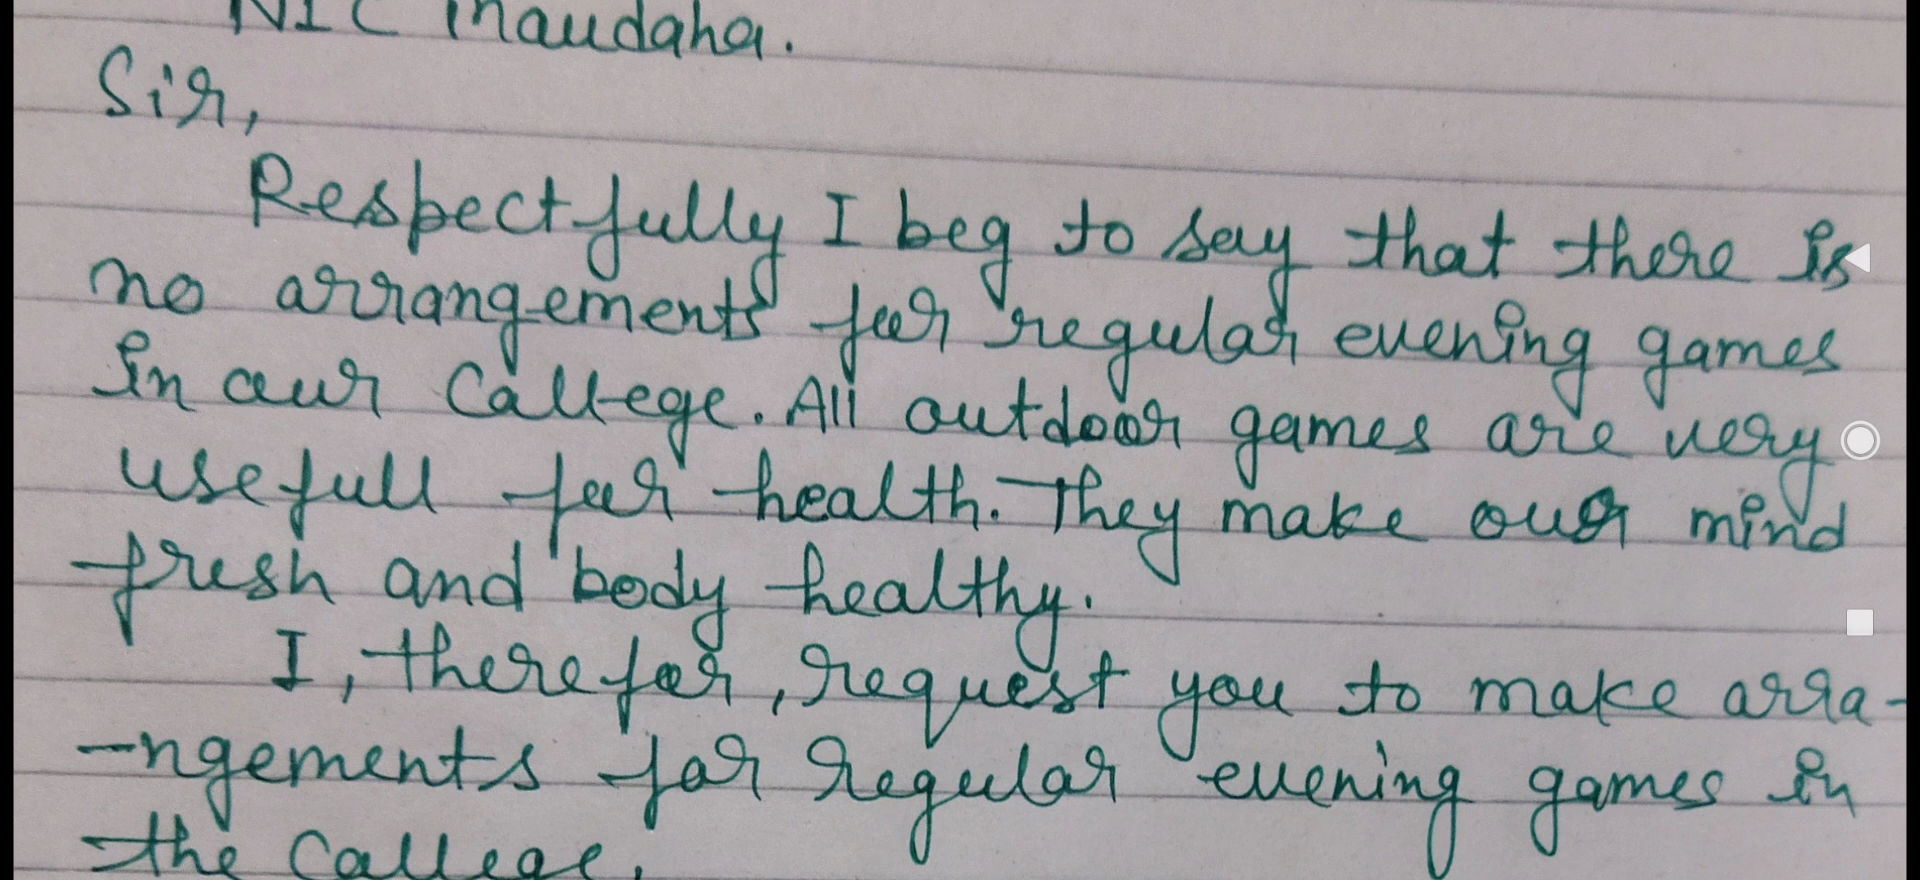 NIC Maudaha.
Sir,
Respectfully I beg to say that there is
no arrangements for regular evening games
in our College. All outdoor games are very
usefull for health. They make our mind
fresh and body healthy.
I, therefor, request you to make arra-
-ngements for regular evening games in
the College.